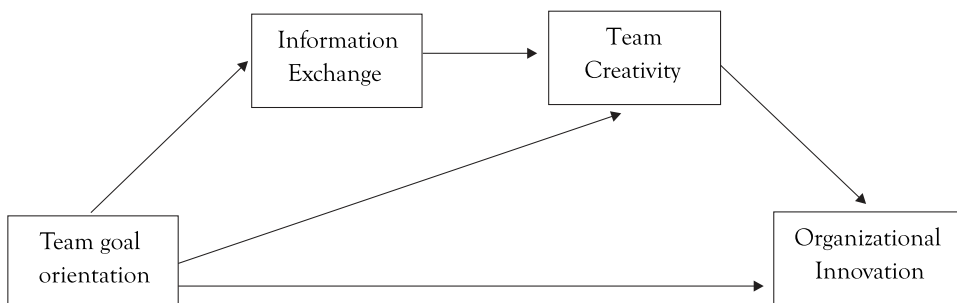 Information
Exchange
Team
Creativity
Team goal
orientation
Organizational
Innovation